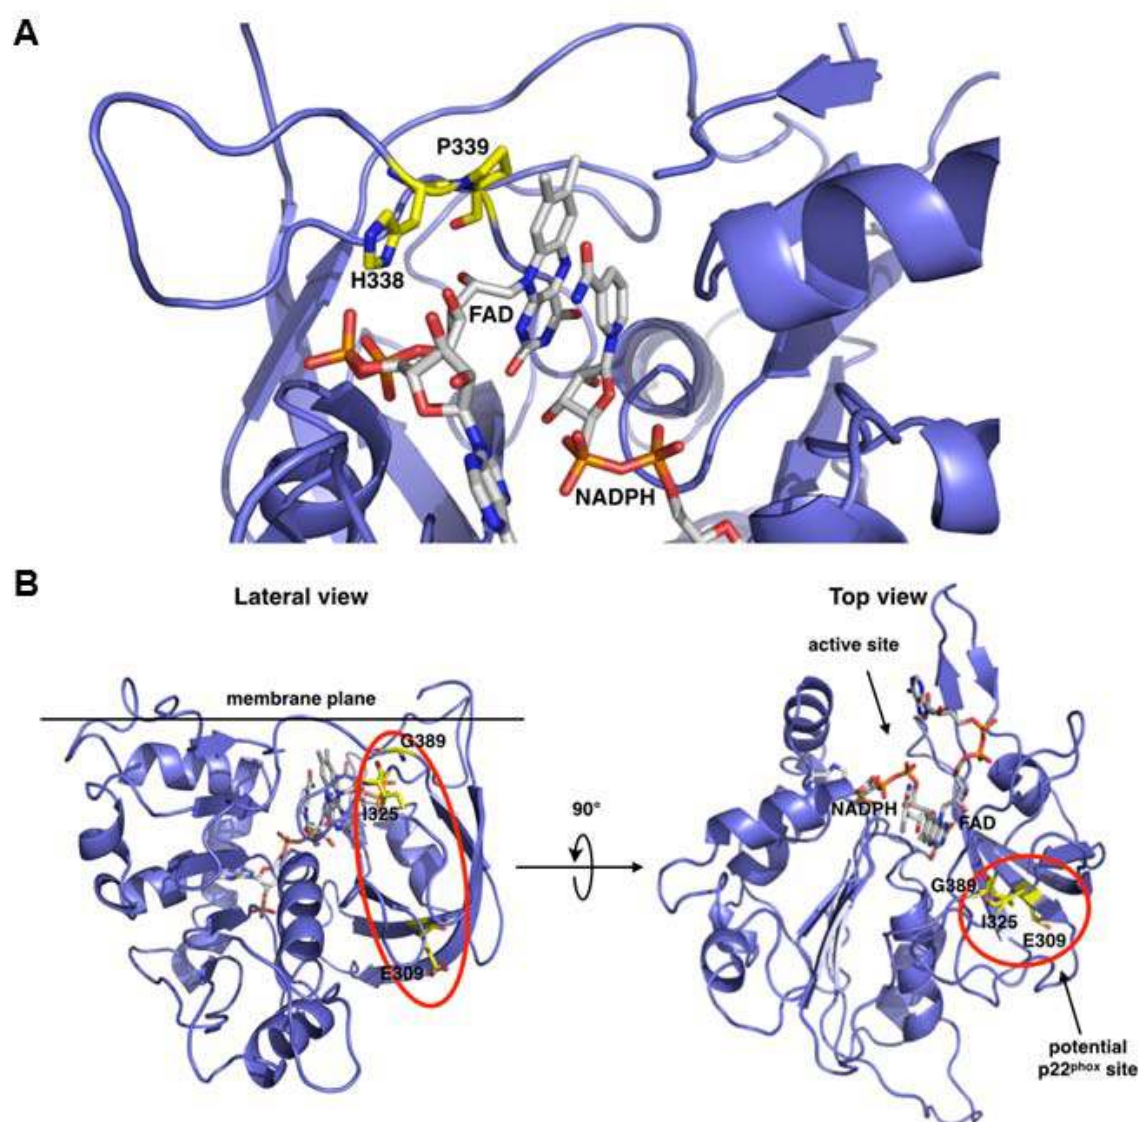 A
P339
H338
FAD
NADPH
B
Lateral view
Top view
active site
membrane plane
G389
I325
90°
NADPH
FAD
G389
I325
E309
E309
potential
p22phox site